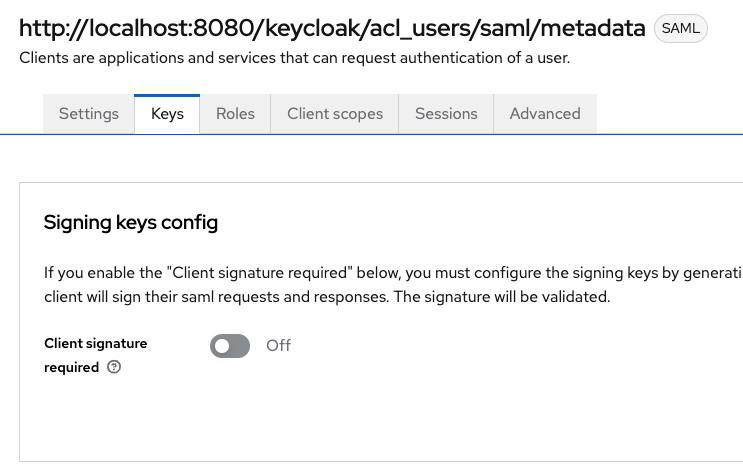 http://localhost:8080/keycloak/acl_users/saml/metadata SAML
Clients are applications and services that can request authentication of a user.
Settings Keys Roles Client scopes Sessions Advanced
Signing keys config
If you enable the "Client signature required" below, you must configure the signing keys by generati
client will sign their saml requests and responses. The signature will be validated.
Client signature Off
required ?